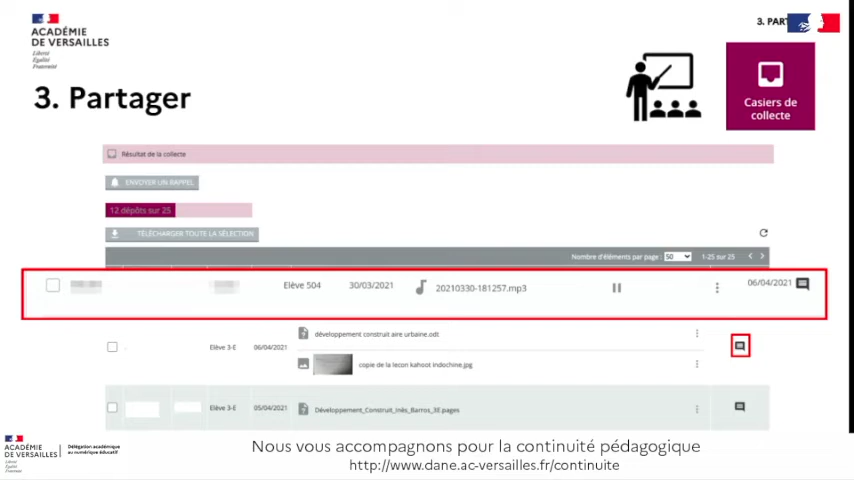 ACADÉMIE
DE VERSAILLES
Liberté
Égalité
Fraternité
3. PART
3. Partager
Casiers de
collecte
Résultat de la collecte
ENVOYER UN RAPPEL
12 dépôts sur 25
TÉLÉCHARGER TOUTE LA SÉLECTION
Nombre d'éléments par page : 50 1-25 sur 25
Elève 504 30/03/2021 20210330-181257.mp3 06/04/2021
Elève 3-E 06/04/2021 développement construit aire urbaine.odt
copie de la lecon kahoot indochine.jpg
Elève 3-E 05/04/2021 Développement_Construit_Inès_Barros_3E.pages
ACADÉMIE
DE VERSAILLES
Liberté
Égalité
Fraternité
Délégation académique
au numérique éducatif
Nous vous accompagnons pour la continuité pédagogique
http://www.dane.ac-versailles.fr/continuite